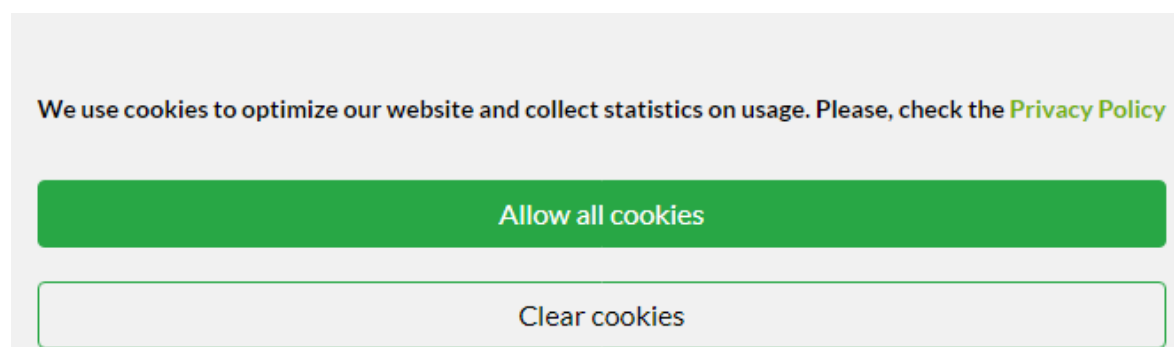 We use cookies to optimize our website and collect statistics on usage. Please, check the Privacy Policy
Allow all cookies
Clear cookies